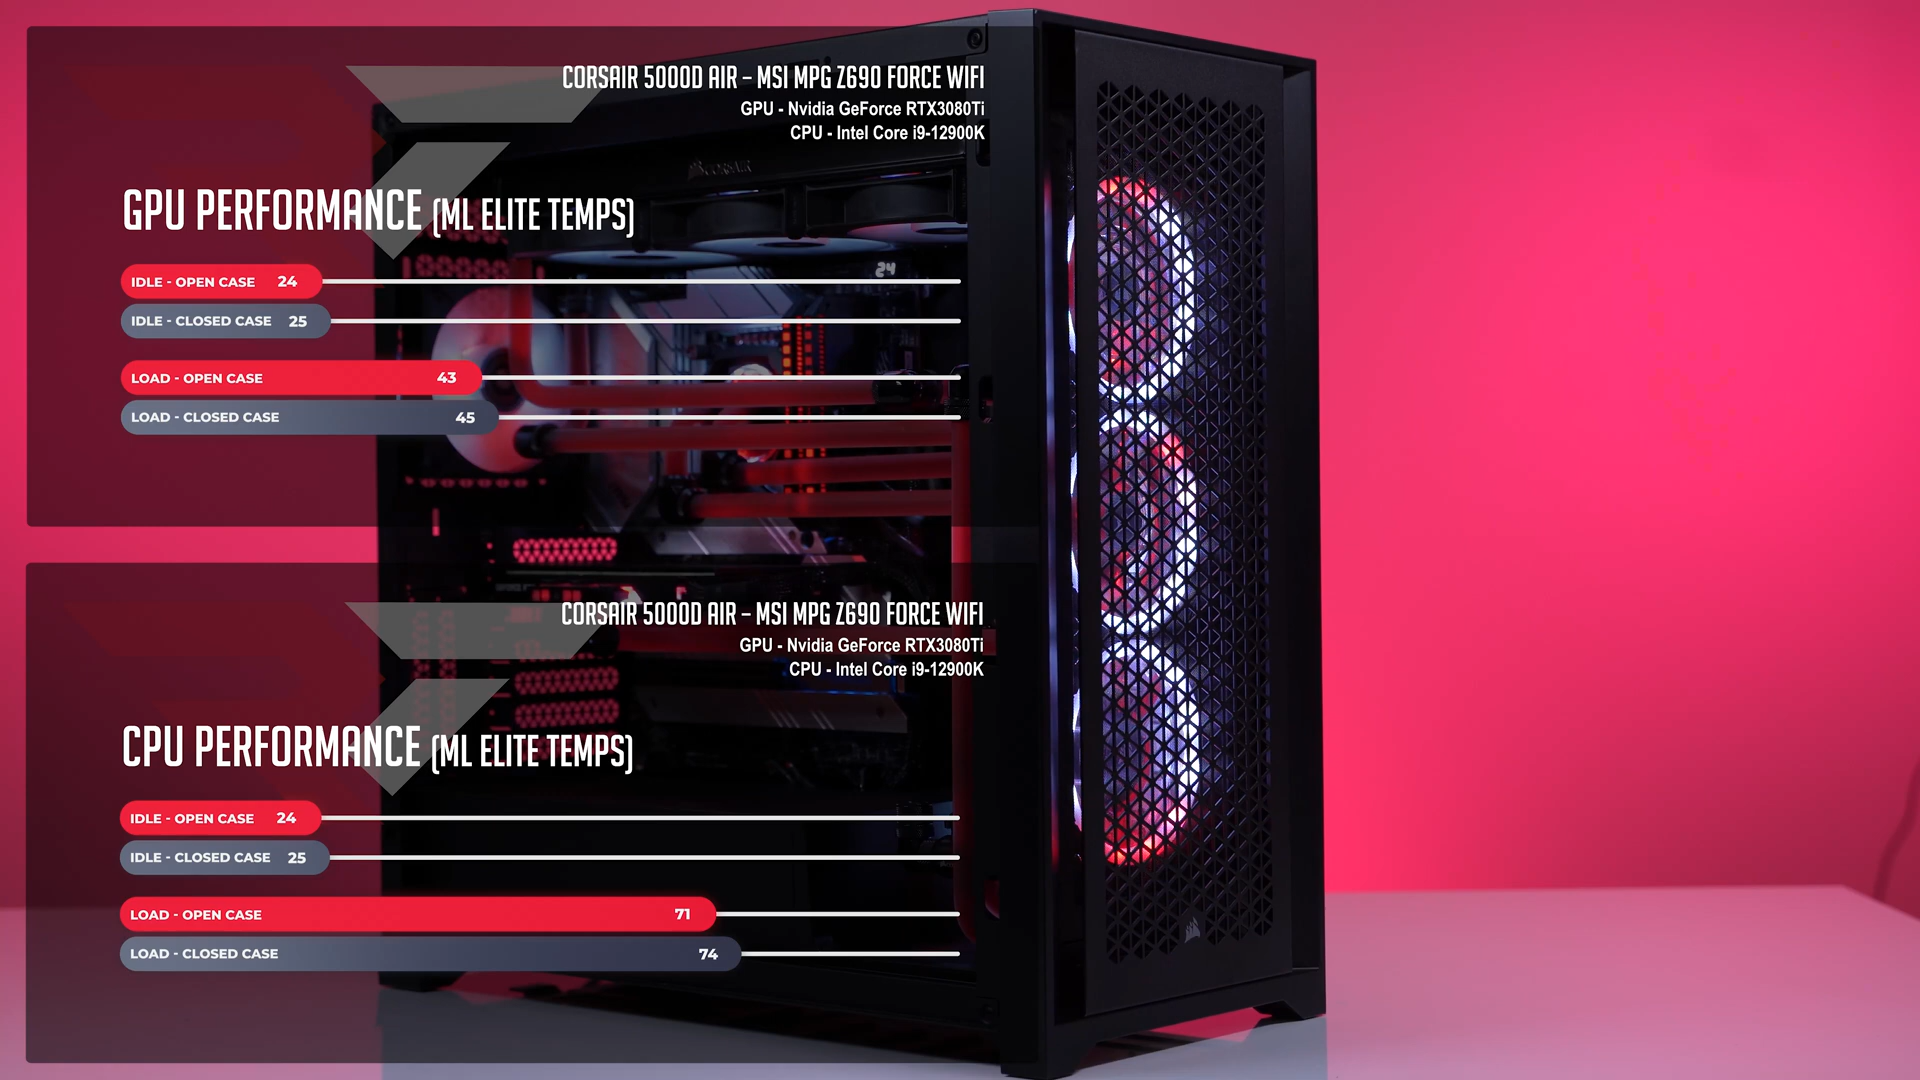 CORSAIR 5000D AIR – MSI MPG Z690 FORCE WIFI
GPU - Nvidia GeForce RTX3080Ti
CPU - Intel Core i9-12900K
CORSAIR
GPU PERFORMANCE (ML ELITE TEMPS)
24
IDLE - OPEN CASE 24
IDLE - CLOSED CASE 25
LOAD - OPEN CASE 43
LOAD - CLOSED CASE 45
CORSAIR 5000D AIR – MSI MPG Z690 FORCE WIFI
GPU - Nvidia GeForce RTX3080Ti
CPU - Intel Core i9-12900K
CPU PERFORMANCE (ML ELITE TEMPS)
IDLE - OPEN CASE 24
IDLE - CLOSED CASE 25
LOAD - OPEN CASE 71
LOAD - CLOSED CASE 74